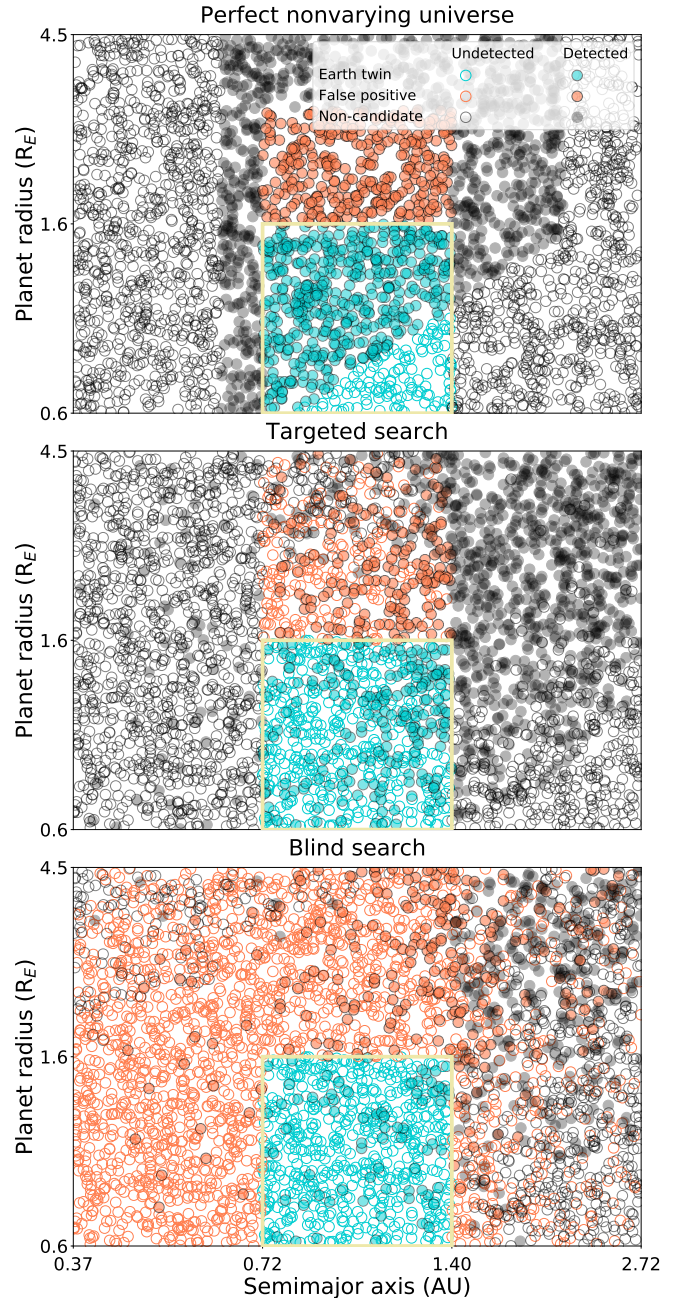 Perfect nonvarying universe
4.5
Undetected Detected
Earth twin
False positive
Non-candidate
Planet radius (R_E)
1.6
0.6
Targeted search
4.5
Planet radius (R_E)
1.6
0.6
Blind search
4.5
Planet radius (R_E)
1.6
0.6
0.37 0.72 1.40 2.72
Semimajor axis (AU)